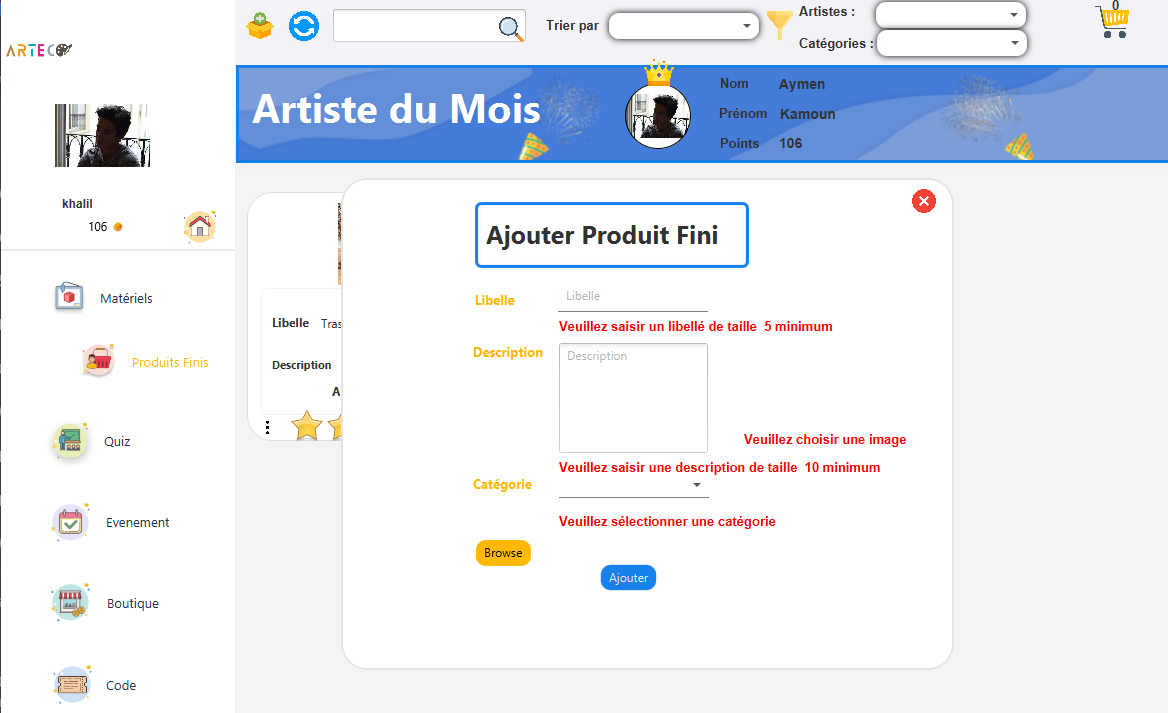 ARTECO
khalil
106
Matériels
Produits Finis
Quiz
Evenement
Boutique
Code
Trier par
Artistes :
Catégories :
0
Artiste du Mois
Nom Aymen
Prénom Kamoun
Points 106
Libelle Tras
Description
A
Ajouter Produit Fini
Libelle Libelle
Veuillez saisir un libellé de taille 5 minimum
Description Description
Veuillez choisir une image
Veuillez saisir une description de taille 10 minimum
Catégorie
Veuillez sélectionner une catégorie
Browse
Ajouter